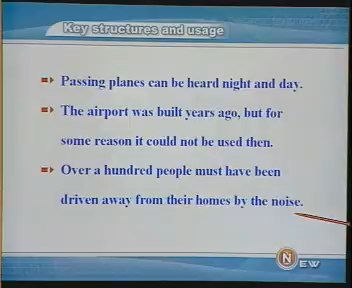 Key structures and usage
Passing planes can be heard night and day.
The airport was built years ago, but for
some reason it could not be used then.
Over a hundred people must have been
driven away from their homes by the noise.
NEW